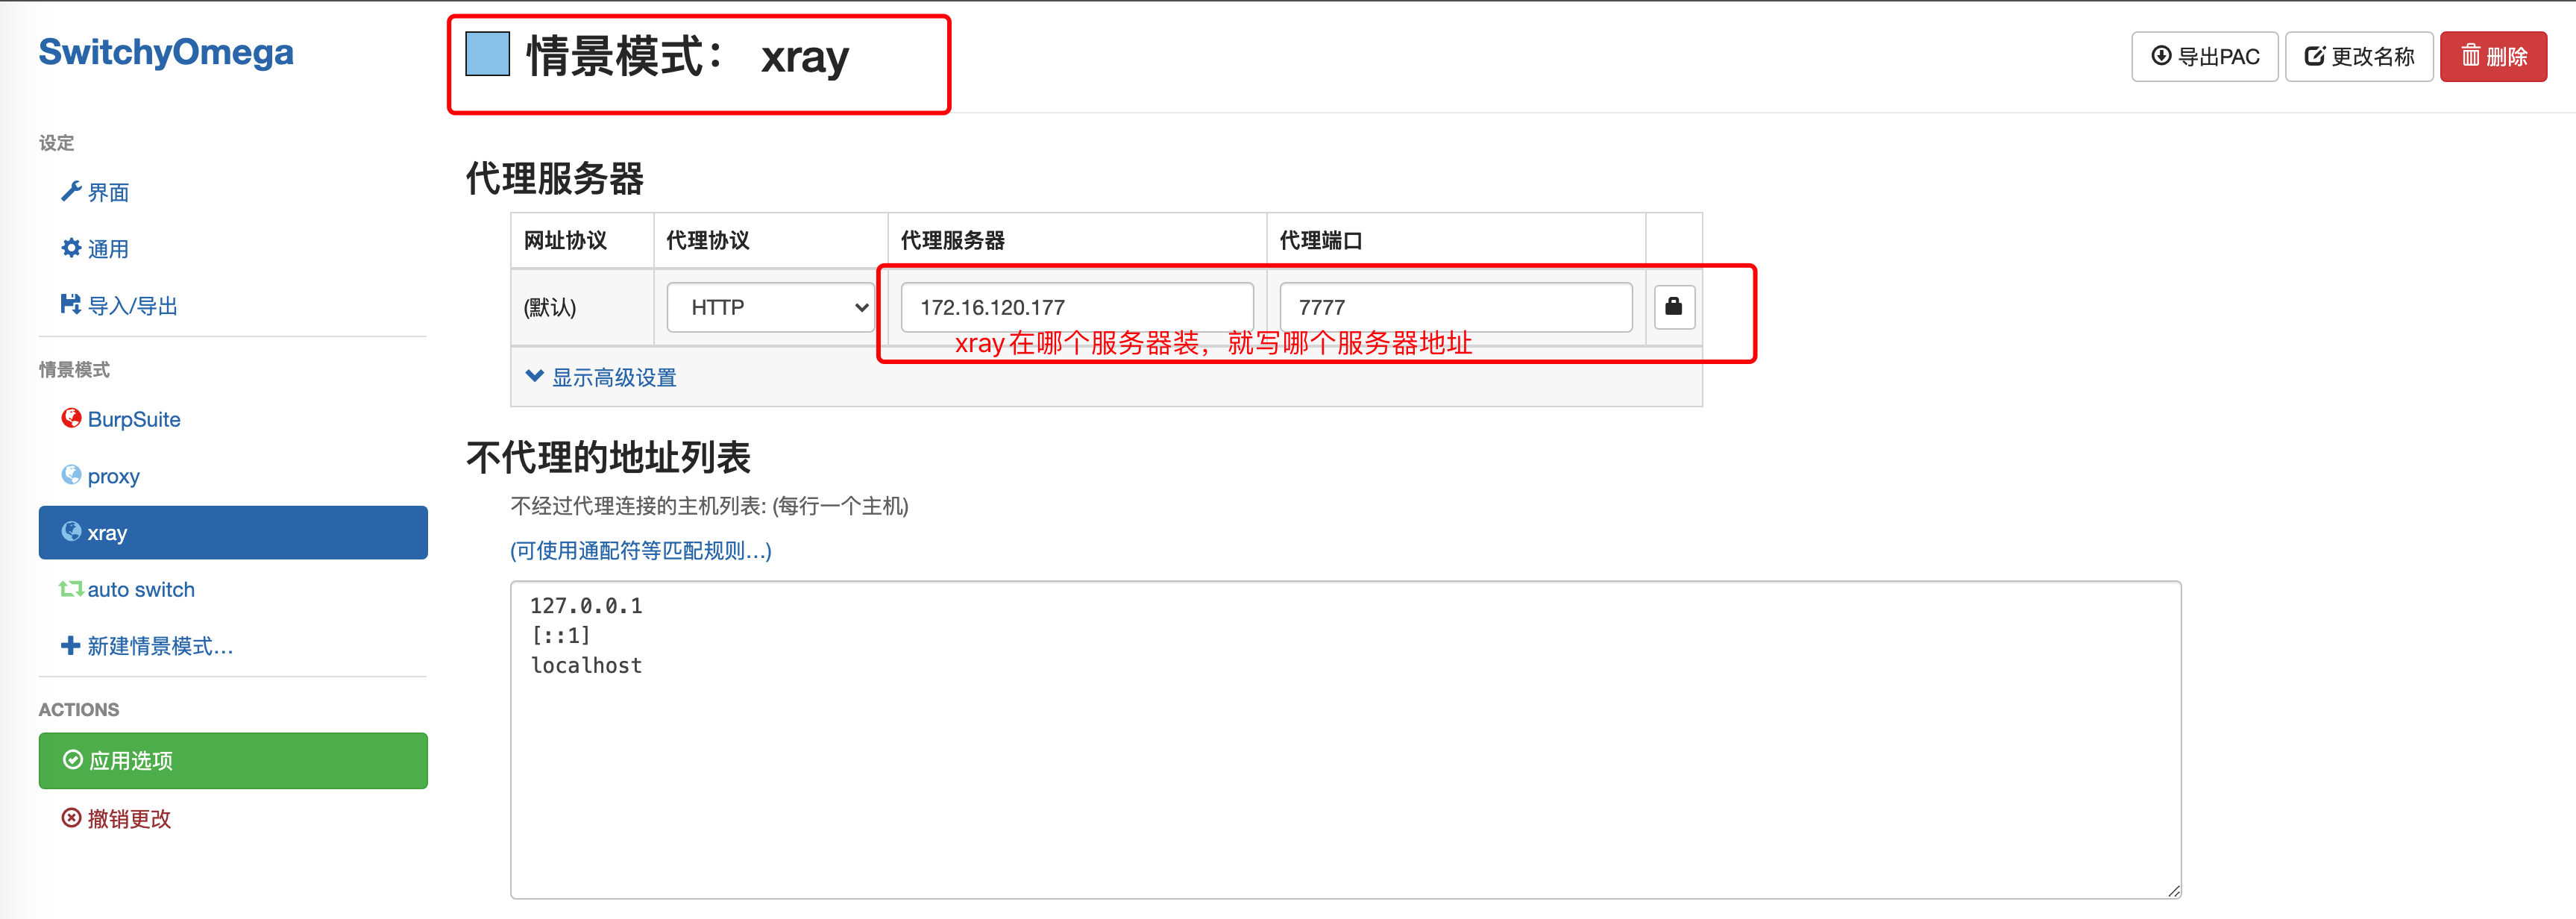 SwitchyOmega
情景模式： xray
导出PAC
更改名称
删除
设定
界面
通用
导入/导出
情景模式
BurpSuite
proxy
xray
auto switch
新建情景模式...
ACTIONS
应用选项
撤销更改
代理服务器
网址协议 代理协议 代理服务器 代理端口
(默认) HTTP 172.16.120.177 7777
xray在哪个服务器装，就写哪个服务器地址
显示高级设置
不代理的地址列表
不经过代理连接的主机列表: (每行一个主机)
(可使用通配符等匹配规则...)
127.0.0.1
[::1]
localhost